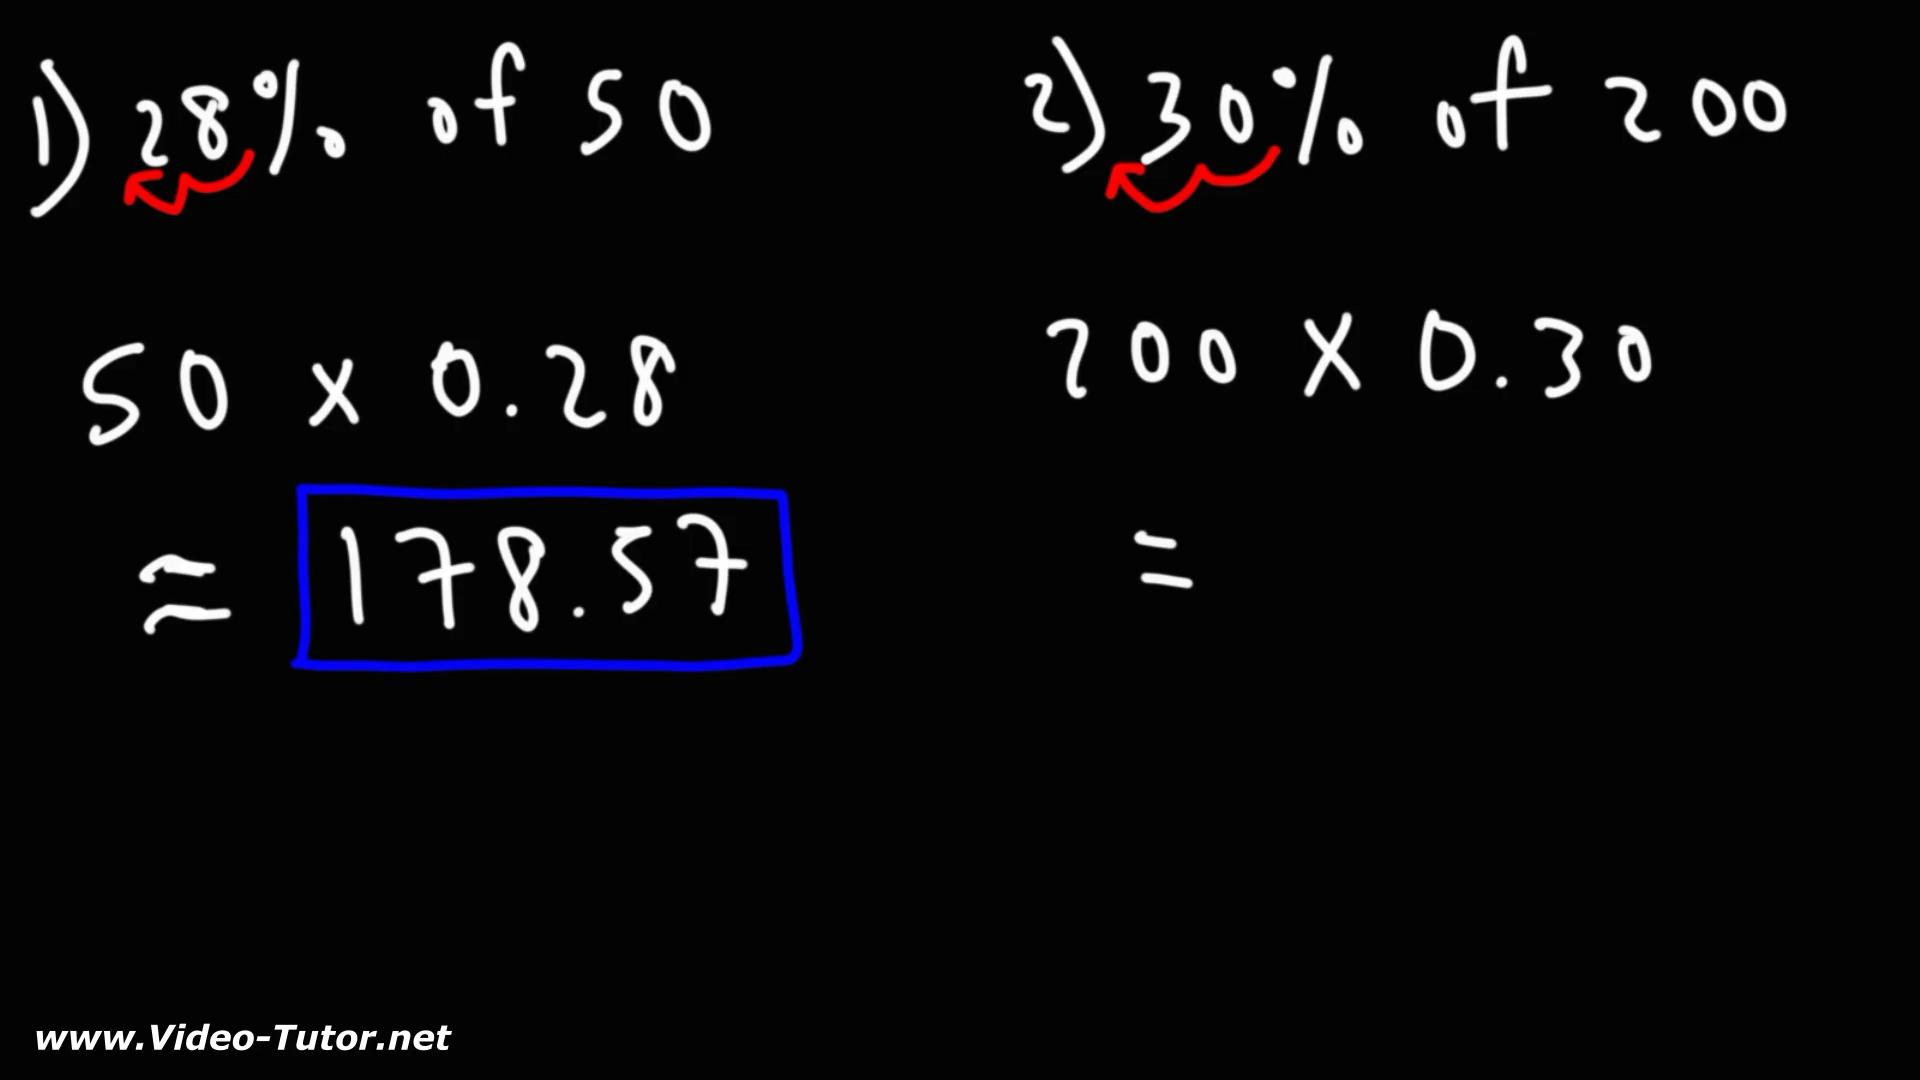 1) 28% of 50
50 x 0.28
≈ 178.57
2) 30% of 200
200 x 0.30
=
www.Video-Tutor.net